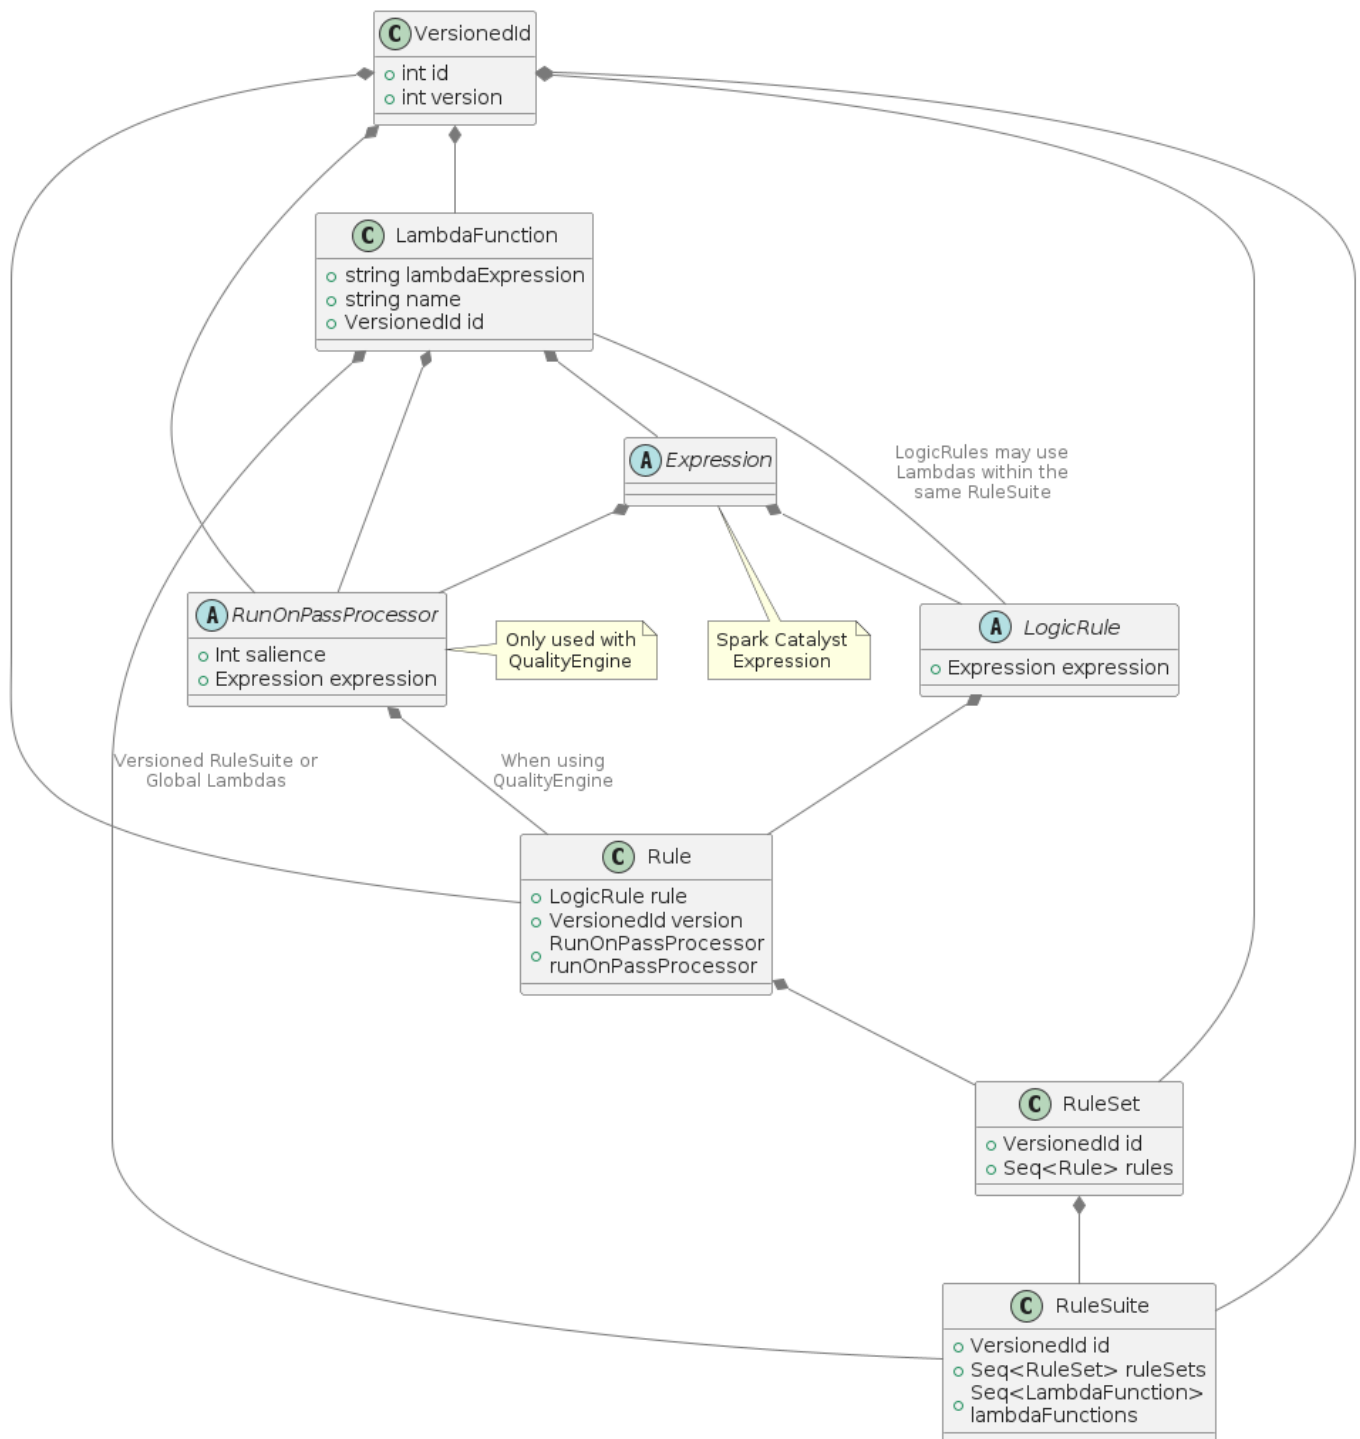 C VersionedId
int id
int version
C LambdaFunction
string lambdaExpression
string name
VersionedId id
A Expression
LogicRules may use
Lambdas within the
same RuleSuite
A RunOnPassProcessor
Int salience
Expression expression
Only used with
QualityEngine
Spark Catalyst
Expression
A LogicRule
Expression expression
Versioned RuleSuite or
Global Lambdas
When using
QualityEngine
C Rule
LogicRule rule
VersionedId version
RunOnPassProcessor
runOnPassProcessor
C RuleSet
VersionedId id
Seq<Rule> rules
C RuleSuite
VersionedId id
Seq<RuleSet> ruleSets
Seq<LambdaFunction>
lambdaFunctions